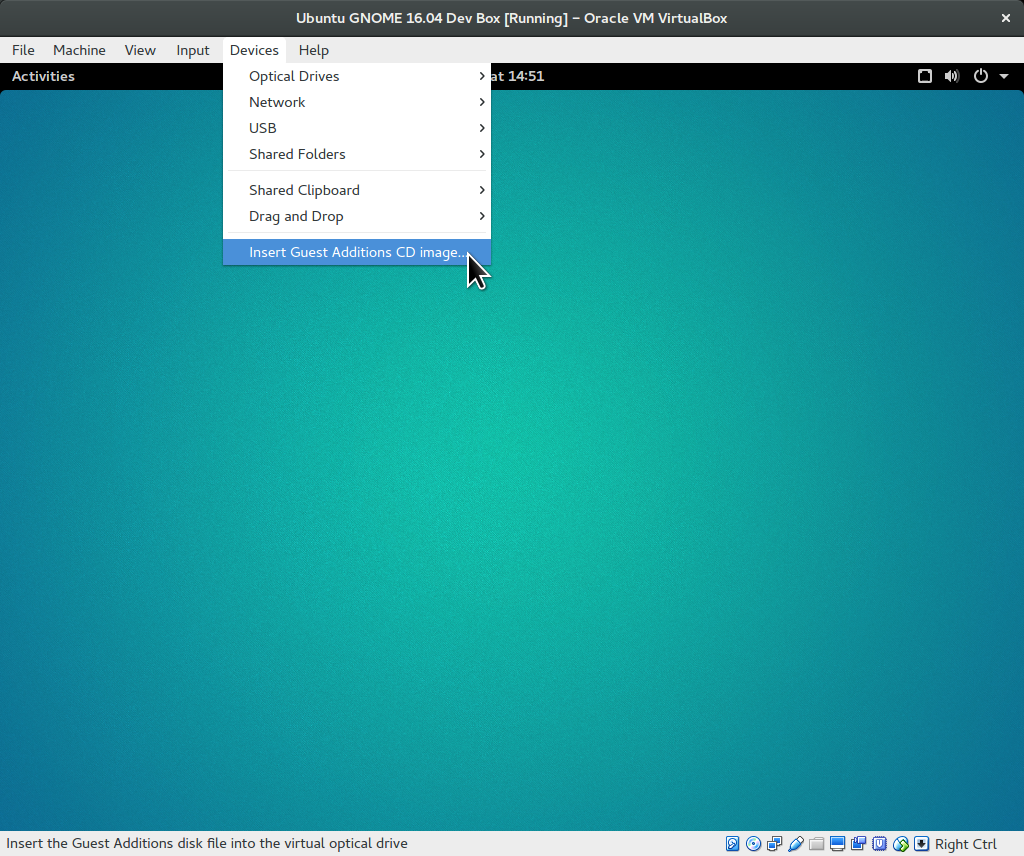 Ubuntu GNOME 16.04 Dev Box [Running] – Oracle VM VirtualBox
File Machine View Input Devices Help
Activities at 14:51
Optical Drives
Network
USB
Shared Folders
Shared Clipboard
Drag and Drop
Insert Guest Additions CD image...
Insert the Guest Additions disk file into the virtual optical drive Right Ctrl